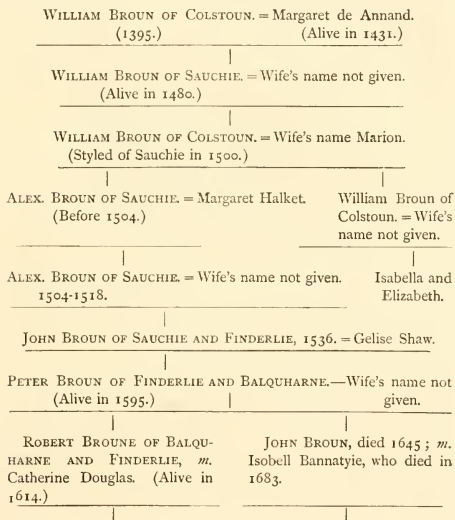 WILLIAM BROUN OF COLSTOUN. = Margaret de Annand.
(1395.) (Alive in 1431.)
WILLIAM BROUN OF SAUCHIE. = Wife's name not given.
(Alive in 1480.)
WILLIAM BROUN OF COLSTOUN. = Wife's name Marion.
(Styled of Sauchie in 1500.)
ALEX. BROUN OF SAUCHIE. = Margaret Halket.
(Before 1504.)
William Broun of
Colstoun. = Wife's
name not given.
ALEX. BROUN OF SAUCHIE. = Wife's name not given.
1504-1518.
Isabella and
Elizabeth.
JOHN BROUN OF SAUCHIE AND FINDERLIE, 1536. = Gelise Shaw.
PETER BROUN OF FINDERLIE AND BALQUHARNE.—Wife's name not
(Alive in 1595.) given.
ROBERT BROUNE OF BALQU-
HARNE AND FINDERLIE, m.
Catherine Douglas. (Alive in
1614.)
JOHN BROUN, died 1645; m.
Isobell Bannatyie, who died in
1683.